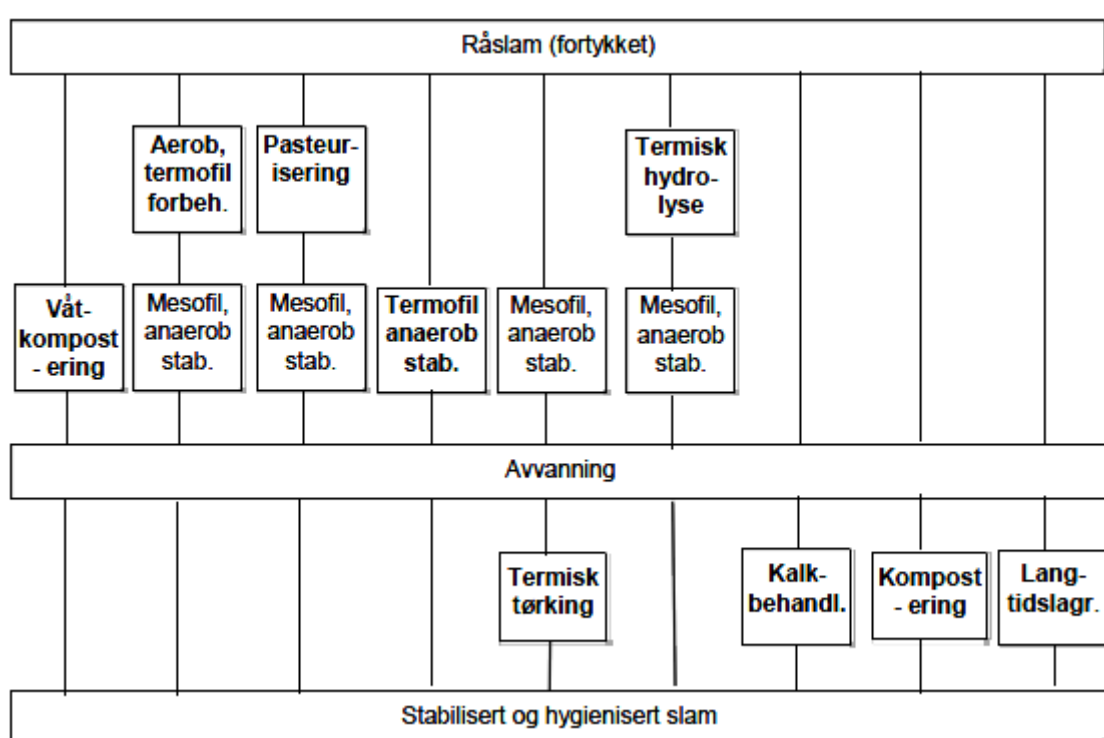 Råslam (fortykket)
Aerob,
termofil
forbeh.
Pasteur-
isering
Termisk
hydro-
lyse
Våt-
kompost
- ering
Mesofil,
anaerob
stab.
Mesofil,
anaerob
stab.
Termofil
anaerob
stab.
Mesofil,
anaerob
stab.
Mesofil,
anaerob
stab.
Avvanning
Termisk
tørking
Kalk-
behandl.
Kompost
- ering
Lang-
tidslagr.
Stabilisert og hygienisert slam